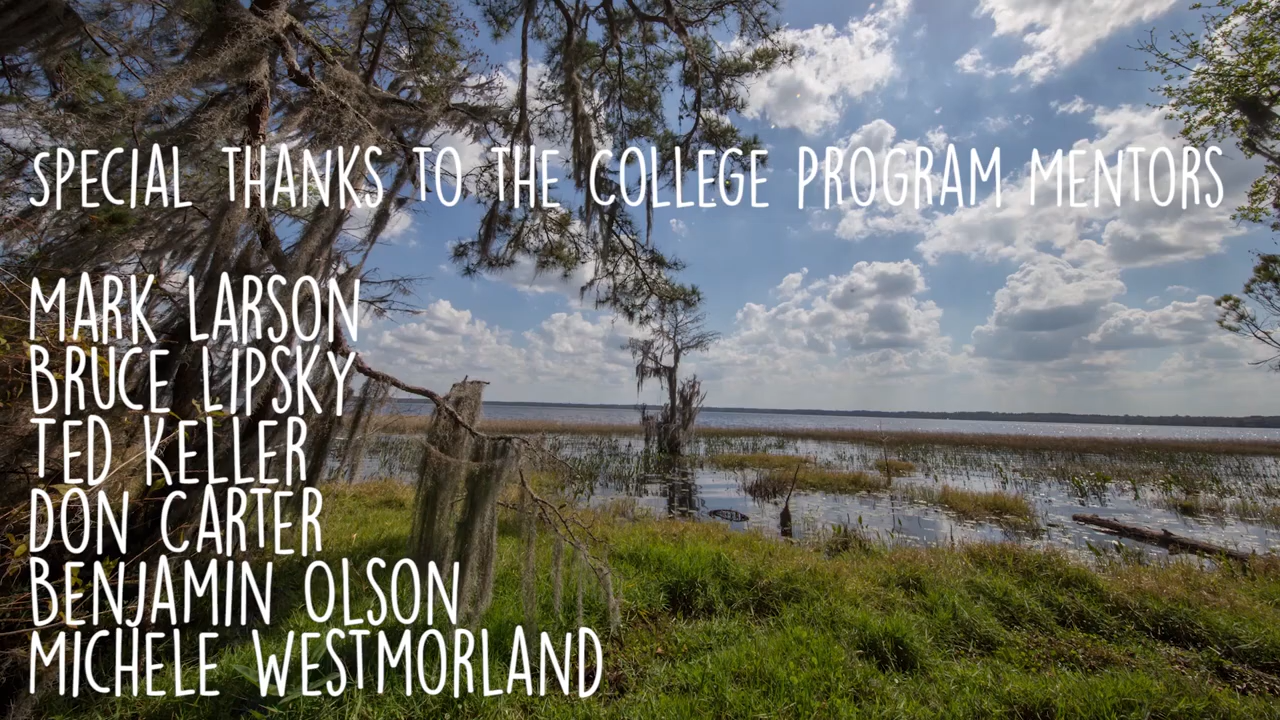 SPECIAL THANKS TO THE COLLEGE PROGRAM MENTORS
MARK LARSON
BRUCE LIPSKY
TED KELLER
DON CARTER
BENJAMIN OLSON
MICHELE WESTMORLAND